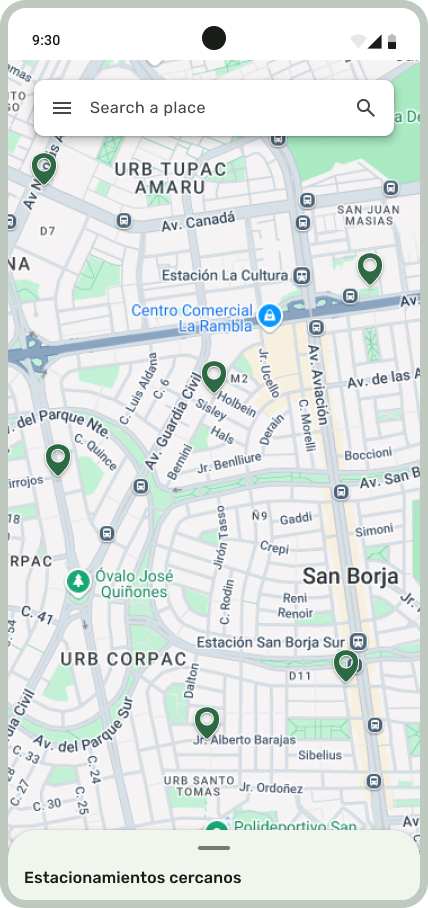 9:30
Search a place
URB TUPAC
AMARU
D7
Av. Canadá
SAN JUAN
MASIAS
NA
Estación La Cultura
Centro Comercial
La Rambla
Av.
Jr. Ucello
Av. Aviación
C. Luis Aldana
C. 6
M2
Av. de las A
Holbein
Sisley
Hals
Av. Guardia Civil
Derain
C. Morelli
. del Parque Nte.
C. Quince
Bernini
Jr. Benlliure
Boccioni
Av. San B
irrojos
18
Jirón Tasso
Ñ9
Gaddi
Simoni
Crepi
RPAC
San Borja
Óvalo José
Quiñones
C. Rodin
Reni
Renoir
C. 41
C. 54
Estación San Borja Sur
URB CORPAC
Dalton
D11
dia Civil
Av. del Parque Sur
Jr. Alberto Barajas
Sibelius
C. 33
C. 24
C. 27
C. 30
C. 25
URB SANTO
TOMAS
Jr. Ordoñez
Polideportivo San
Estacionamientos cercanos